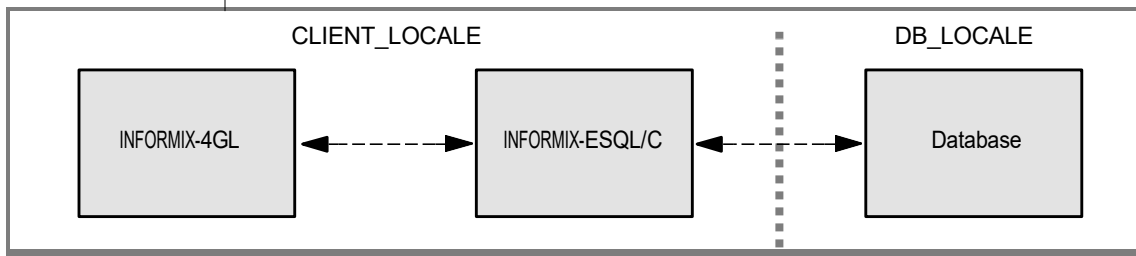 CLIENT_LOCALE
DB_LOCALE
INFORMIX-4GL
INFORMIX-ESQL/C
Database